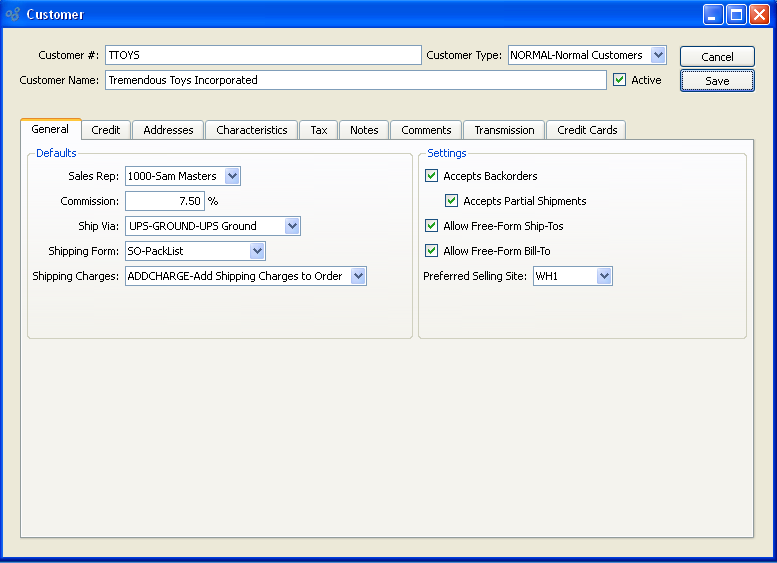 Customer
Customer #: TTOYS Customer Type: NORMAL-Normal Customers Cancel
Customer Name: Tremendous Toys Incorporated Active Save
General Credit Addresses Characteristics Tax Notes Comments Transmission Credit Cards
Defaults
Sales Rep: 1000-Sam Masters
Commission: 7.50 %
Ship Via: UPS-GROUND-UPS Ground
Shipping Form: SO-PackList
Shipping Charges: ADDCHARGE-Add Shipping Charges to Order
Settings
Accepts Backorders
Accepts Partial Shipments
Allow Free-Form Ship-Tos
Allow Free-Form Bill-To
Preferred Selling Site: WH1